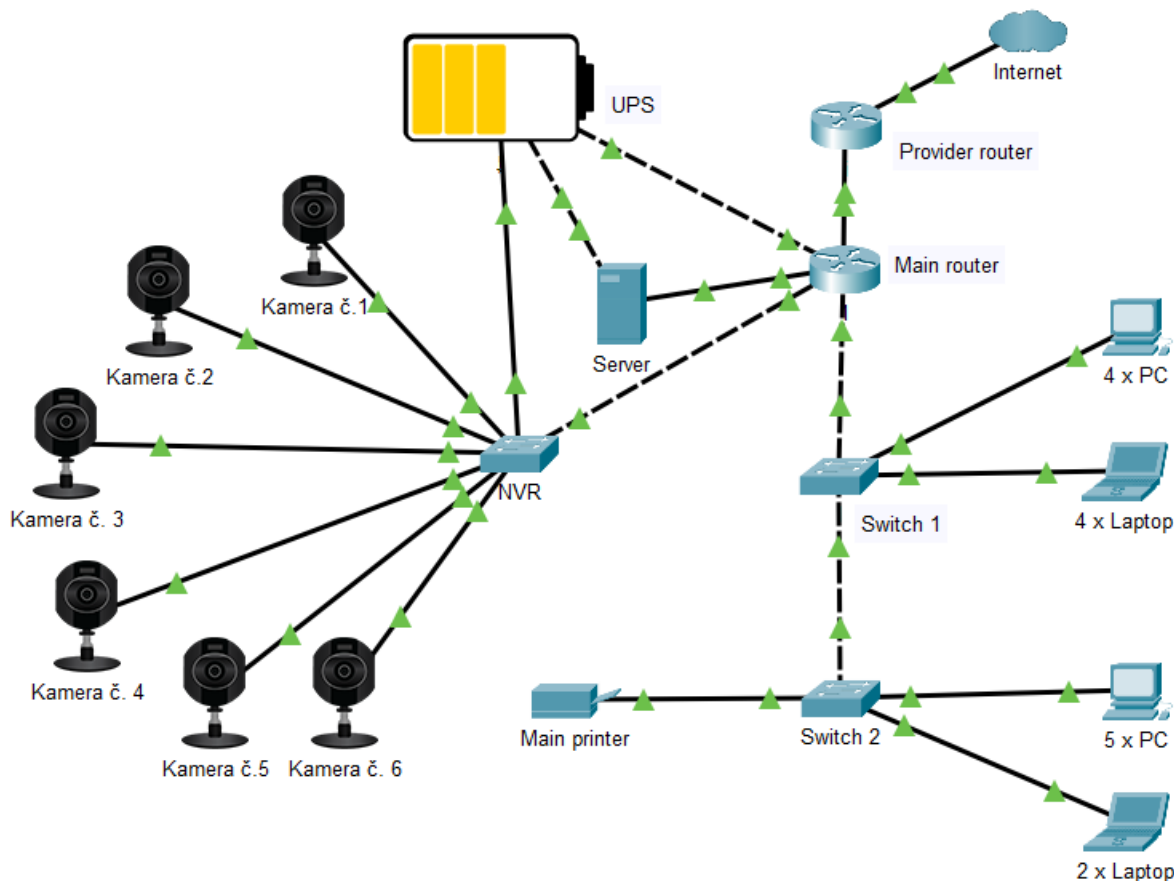 Internet
UPS
Provider router
Main router
Kamera č.1
Kamera č.2
Server
4 x PC
NVR
Kamera č. 3
Switch 1
4 x Laptop
Kamera č. 4
Main printer
Switch 2
5 x PC
Kamera č.5
Kamera č. 6
2 x Laptop